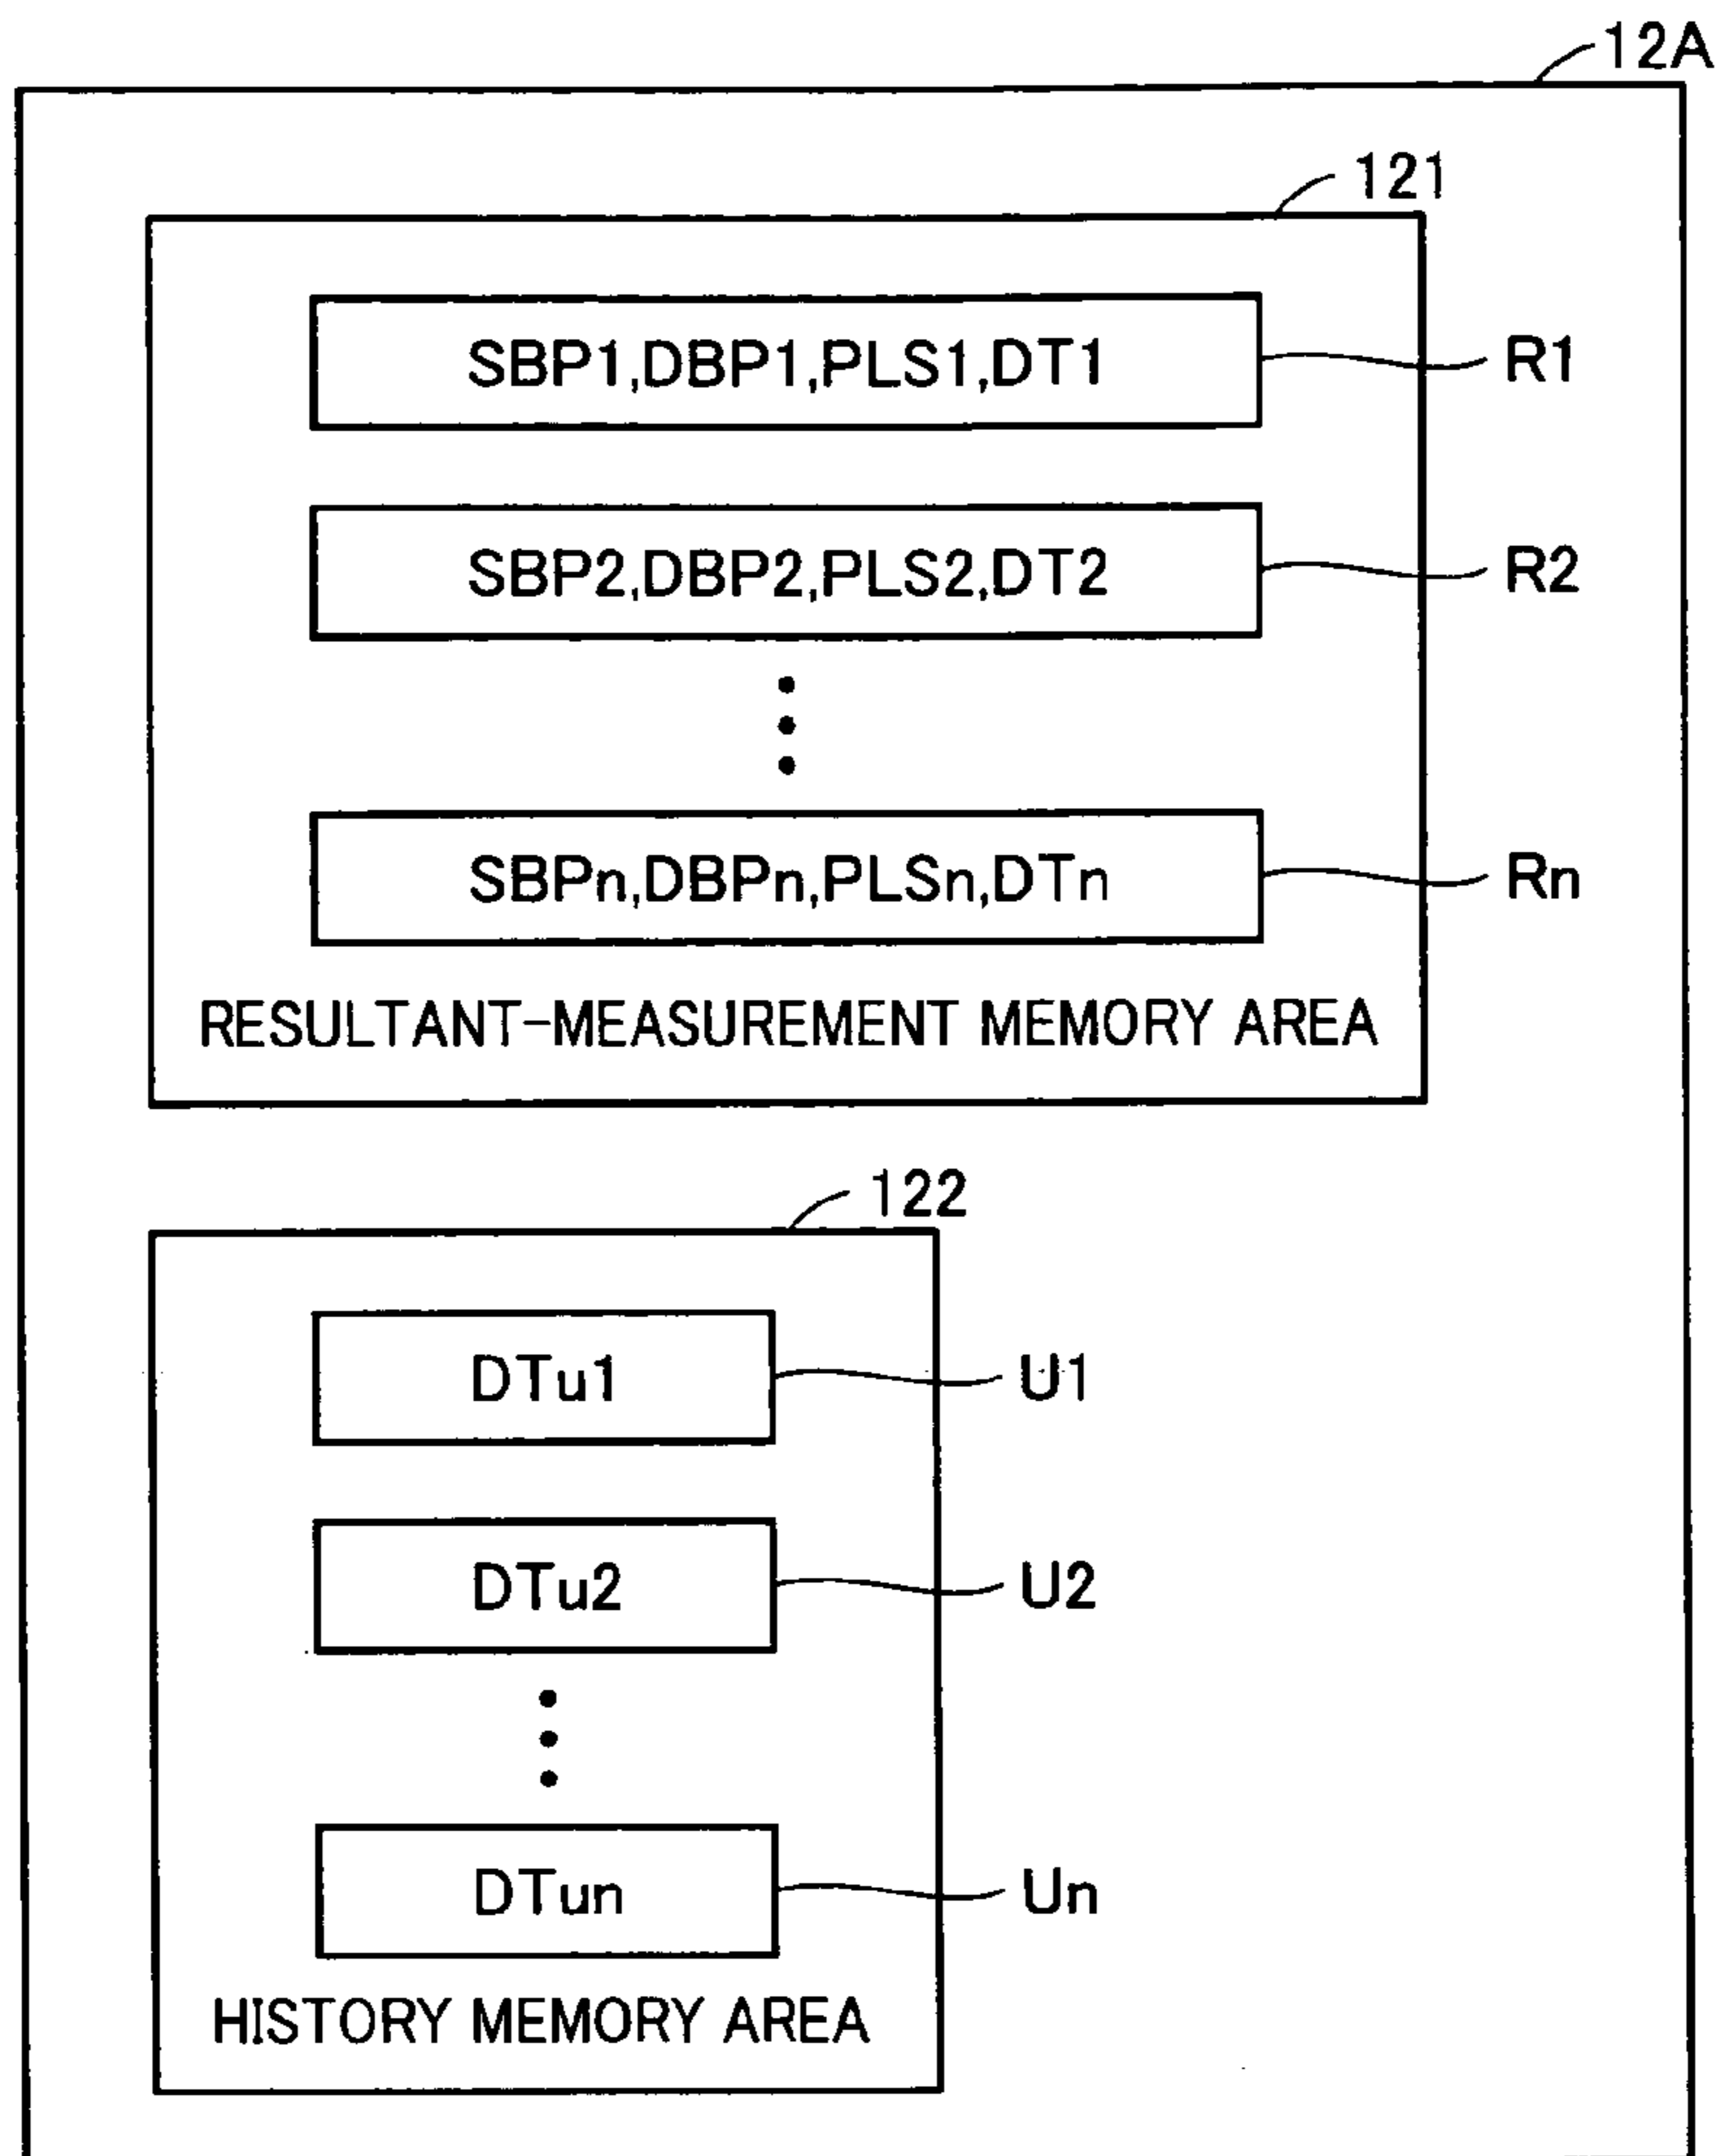 12A
121
SBP1,DBP1,PLS1,DT1 R1
SBP2,DBP2,PLS2,DT2 R2
SBPn,DBPn,PLSn,DTn Rn
RESULTANT-MEASUREMENT MEMORY AREA
122
DTu1 U1
DTu2 U2
DTun Un
HISTORY MEMORY AREA